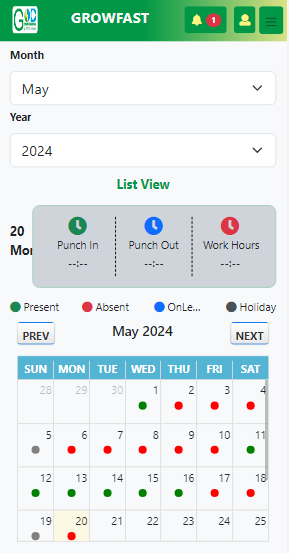 GROWFAST
1
Month
May
Year
2024
List View
20
Mon
Punch In
--:--
Punch Out
--:--
Work Hours
--:--
Present
Absent
OnLe...
Holiday
PREV
May 2024
NEXT
SUN MON TUE WED THU FRI SAT
28 29 30 1 2 3 4
5 6 7 8 9 10 11
12 13 14 15 16 17 18
19 20 21 22 23 24 25